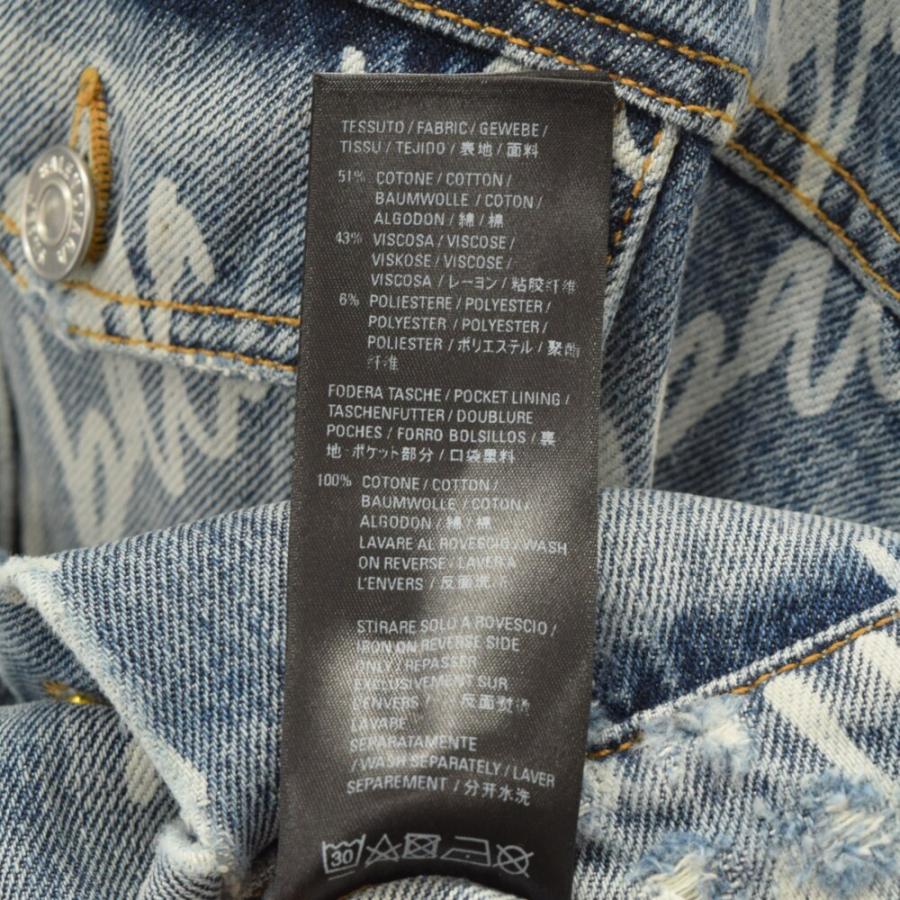 TESSUTO / FABRIC / GEWEBE /
TISSU / TEJIDO / 表地 / 面料
51% COTONE / COTTON /
BAUMWOLLE / COTON /
ALGODON / 綿 / 棉
43% VISCOSA / VISCOSE /
VISKOSE / VISCOSE /
VISCOSA / レーヨン / 粘胶纤维
6% POLIESTERE / POLYESTER /
POLYESTER / POLYESTER /
POLIESTER / ポリエステル / 聚酯
纤维
FODERA TASCHE / POCKET LINING /
TASCHENFUTTER / DOUBLURE
POCHES / FORRO BOLSILLOS / 裏
地・ポケット部分 / 口袋里料
100% COTONE / COTTON /
BAUMWOLLE / COTON /
ALGODON / 綿 / 棉
LAVARE AL ROVESCIO / WASH
ON REVERSE - LAVER A
L'ENVERS / 反面洗
STIRARE SOLO A ROVESCIO /
IRON ON REVERSE SIDE
ONLY / REPASSER
EXCLUSIVEMENT SUR
L'ENVERS / 反面熨烫
LAVARE
SEPARATAMENTE
/ WASH SEPARATELY / LAVER
SEPAREMENT / 分开水洗
30